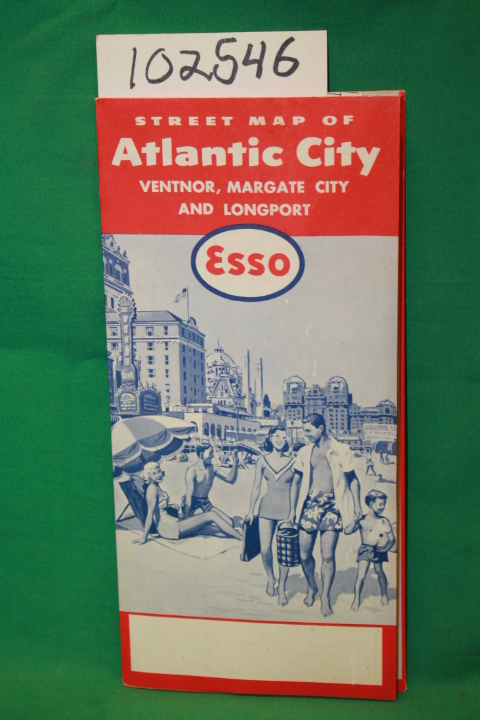 102546
STREET MAP OF
Atlantic City
VENTNOR, MARGATE CITY
AND LONGPORT
Esso